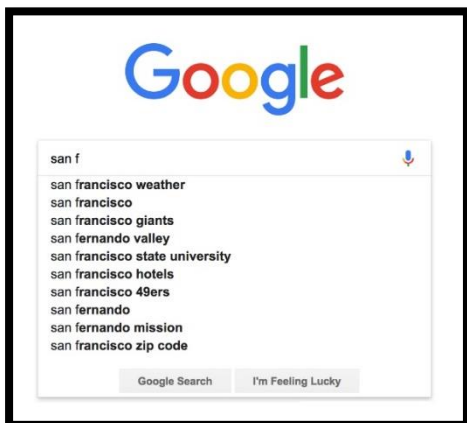 Google
san f
san francisco weather
san francisco
san francisco giants
san fernando valley
san francisco state university
san francisco hotels
san francisco 49ers
san fernando
san fernando mission
san francisco zip code
Google Search I'm Feeling Lucky